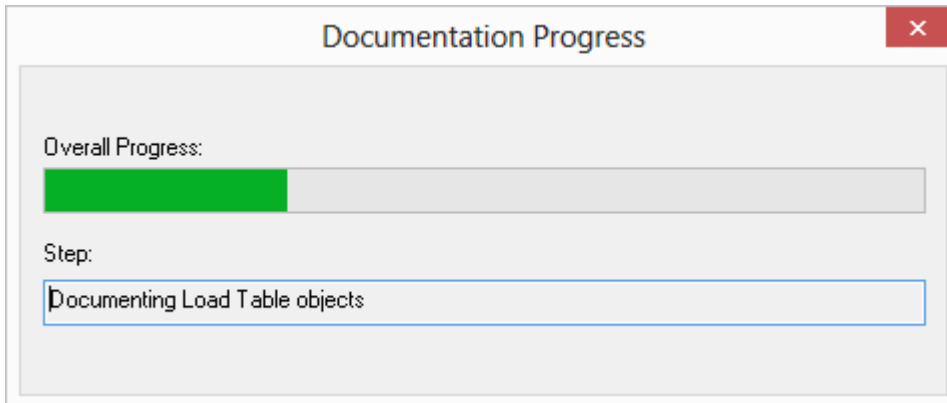 Documentation Progress
Overall Progress:
Step:
Documenting Load Table objects